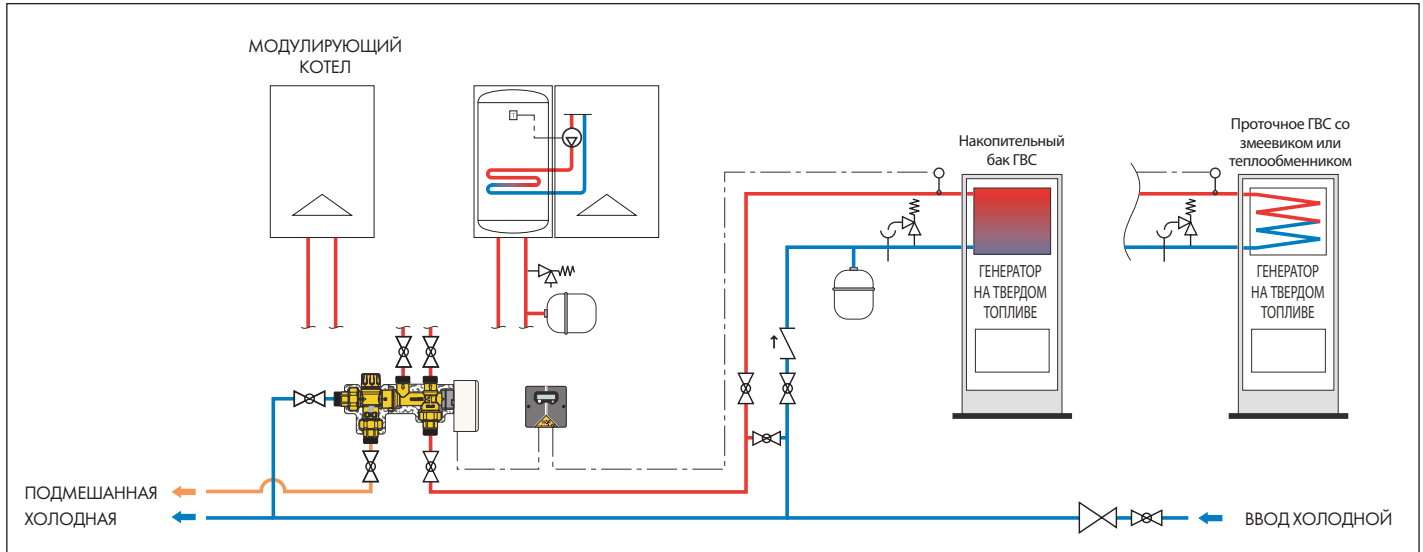 МОДУЛИРУЮЩИЙ
КОТЕЛ
T
Накопительный
бак ГВС
Проточное ГВС со
змеевиком или
теплообменником
ГЕНЕРАТОР
НА ТВЕРДОМ
ТОПЛИВЕ
ГЕНЕРАТОР
НА ТВЕРДОМ
ТОПЛИВЕ
ПОДМЕШАННАЯ
ХОЛОДНАЯ
ВВОД ХОЛОДНОЙ